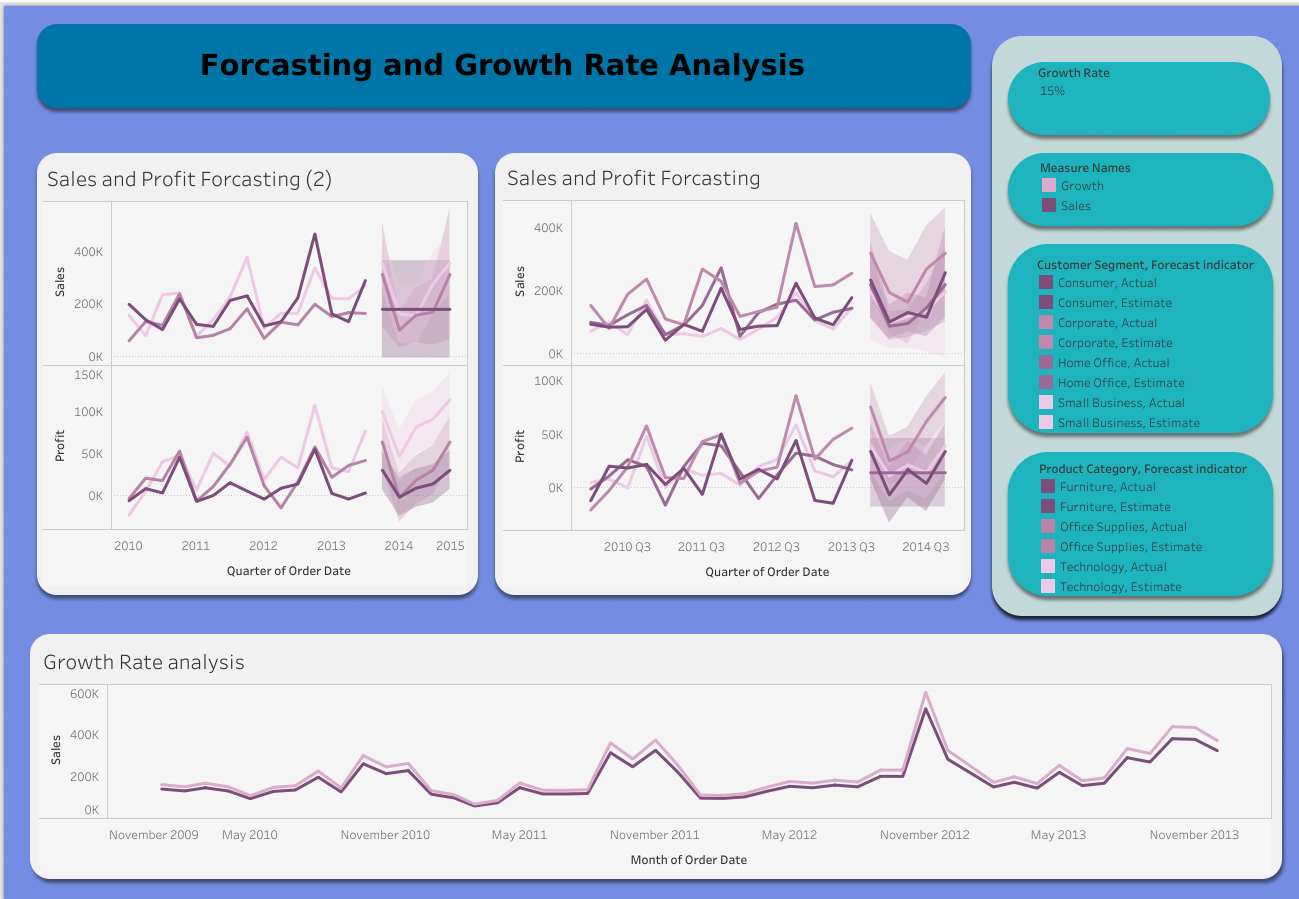 Forcasting and Growth Rate Analysis
Growth Rate
15%
Measure Names
Growth
Sales
Customer Segment, Forecast indicator
Consumer, Actual
Consumer, Estimate
Corporate, Actual
Corporate, Estimate
Home Office, Actual
Home Office, Estimate
Small Business, Actual
Small Business, Estimate
Product Category, Forecast indicator
Furniture, Actual
Furniture, Estimate
Office Supplies, Actual
Office Supplies, Estimate
Technology, Actual
Technology, Estimate
Sales and Profit Forcasting (2)
Sales
400K
200K
0K
Profit
150K
100K
50K
0K
2010 2011 2012 2013 2014 2015
Quarter of Order Date
Sales and Profit Forcasting
Sales
400K
200K
0K
Profit
100K
50K
0K
2010 Q3 2011 Q3 2012 Q3 2013 Q3 2014 Q3
Quarter of Order Date
Growth Rate analysis
Sales
600K
400K
200K
0K
November 2009 May 2010 November 2010 May 2011 November 2011 May 2012 November 2012 May 2013 November 2013
Month of Order Date